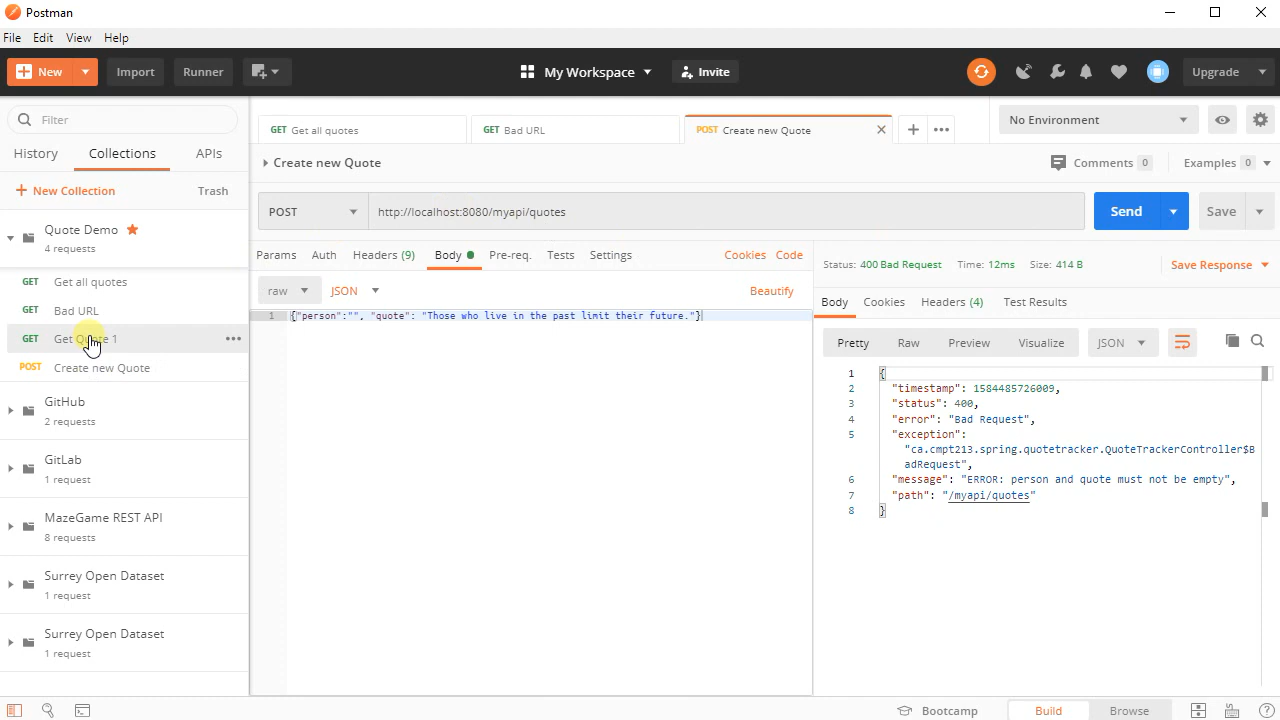 Postman
File Edit View Help
New Import Runner My Workspace Invite Upgrade
Filter
History Collections APIs
+ New Collection Trash
Quote Demo
4 requests
GET Get all quotes
GET Bad URL
GET Get Quote 1
POST Create new Quote
GitHub
2 requests
GitLab
1 request
MazeGame REST API
8 requests
Surrey Open Dataset
1 request
Surrey Open Dataset
1 request
GET Get all quotes GET Bad URL POST Create new Quote
No Environment
Create new Quote Comments 0 Examples 0
POST http://localhost:8080/myapi/quotes Send Save
Params Auth Headers (9) Body Pre-req. Tests Settings Cookies Code
raw JSON Beautify
1 {"person":"", "quote": "Those who live in the past limit their future."}
Status: 400 Bad Request Time: 12ms Size: 414 B Save Response
Body Cookies Headers (4) Test Results
Pretty Raw Preview Visualize JSON
1 {
2 "timestamp": 1584485726009,
3 "status": 400,
4 "error": "Bad Request",
5 "exception":
"ca.cmpt213.spring.quotetracker.QuoteTrackerController$B
adRequest",
6 "message": "ERROR: person and quote must not be empty",
7 "path": "/myapi/quotes"
8 }
Bootcamp Build Browse